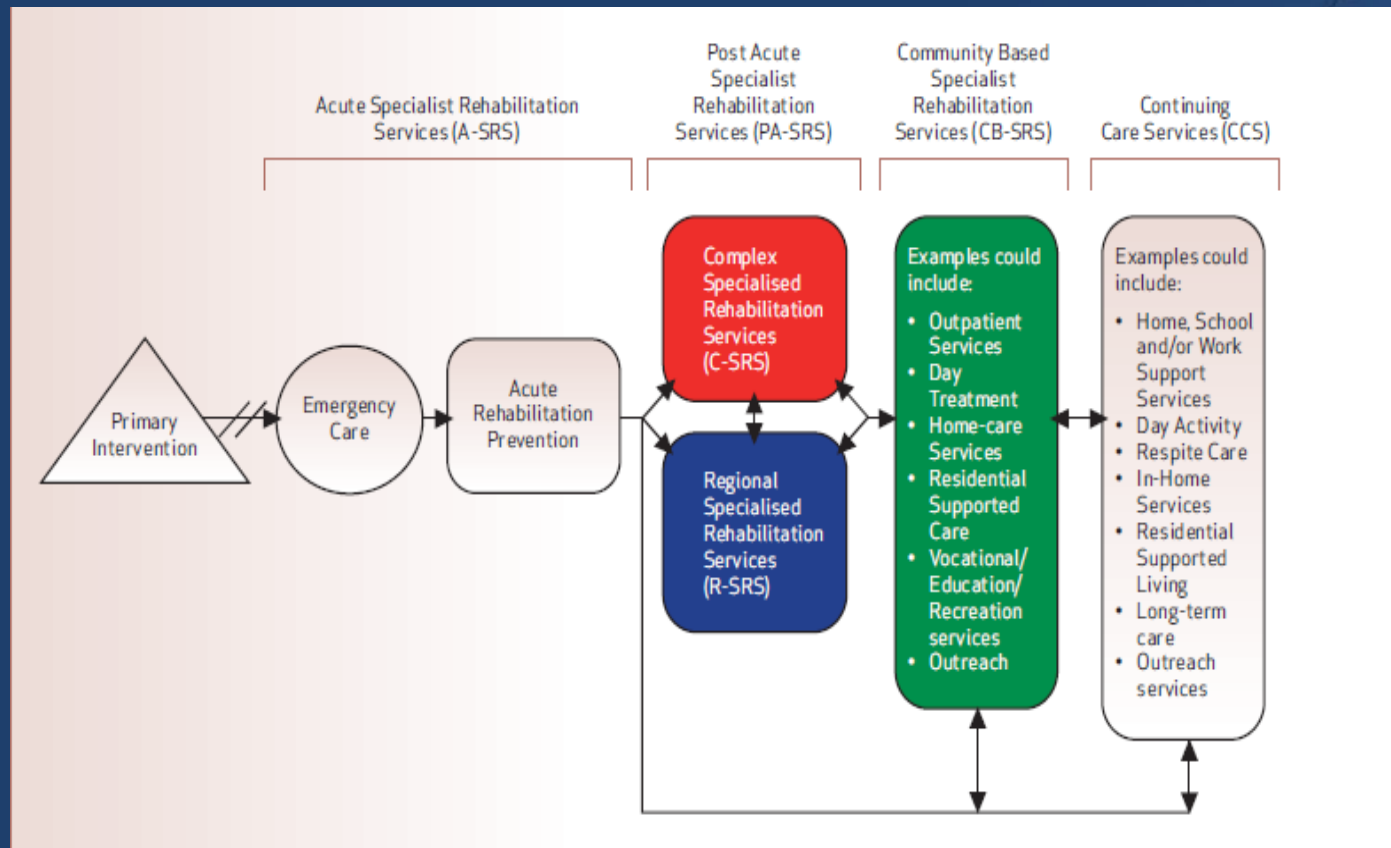 Acute Specialist Rehabilitation
Services (A-SRS)
Post Acute
Specialist
Rehabilitation
Services (PA-SRS)
Community Based
Specialist
Rehabilitation
Services (CB-SRS)
Continuing
Care Services (CCS)
Primary
Intervention
Emergency
Care
Acute
Rehabilitation
Prevention
Complex
Specialised
Rehabilitation
Services
(C-SRS)
Regional
Specialised
Rehabilitation
Services
(R-SRS)
Examples could
include:
• Outpatient
Services
• Day
Treatment
• Home-care
Services
• Residential
Supported
Care
• Vocational/
Education/
Recreation
services
• Outreach
Examples could
include:
• Home, School
and/or Work
Support
Services
• Day Activity
• Respite Care
• In-Home
Services
• Residential
Supported
Living
• Long-term
care
• Outreach
services